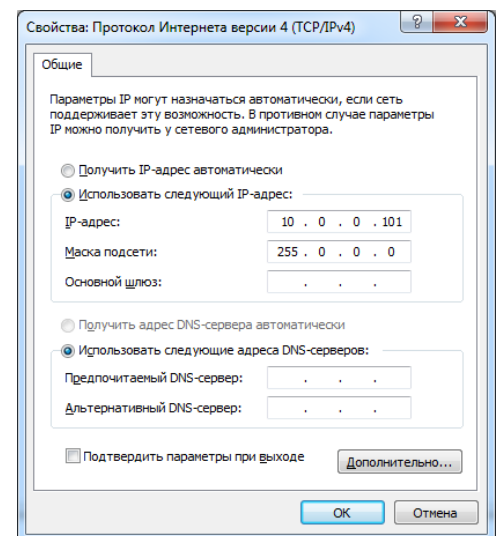 Свойства: Протокол Интернета версии 4 (TCP/IPv4)
Общие
Параметры IP могут назначаться автоматически, если сеть
поддерживает эту возможность. В противном случае параметры
IP можно получить у сетевого администратора.
Получить IP-адрес автоматически
Использовать следующий IP-адрес:
IP-адрес: 10 . 0 . 0 . 101
Маска подсети: 255 . 0 . 0 . 0
Основной шлюз: . . .
Получить адрес DNS-сервера автоматически
Использовать следующие адреса DNS-серверов:
Предпочитаемый DNS-сервер: . . .
Альтернативный DNS-сервер: . . .
Подтвердить параметры при выходе
Дополнительно...
ОК Отмена